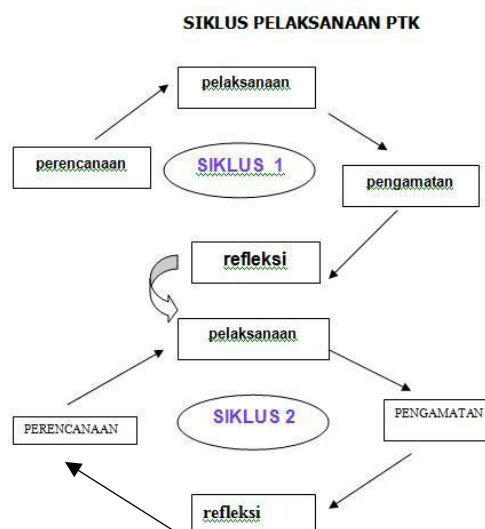 SIKLUS PELAKSANAAN PTK
pelaksanaan
perencanaan
SIKLUS 1
pengamatan
refleksi
pelaksanaan
PERENCANAAN
SIKLUS 2
PENGAMATAN
refleksi